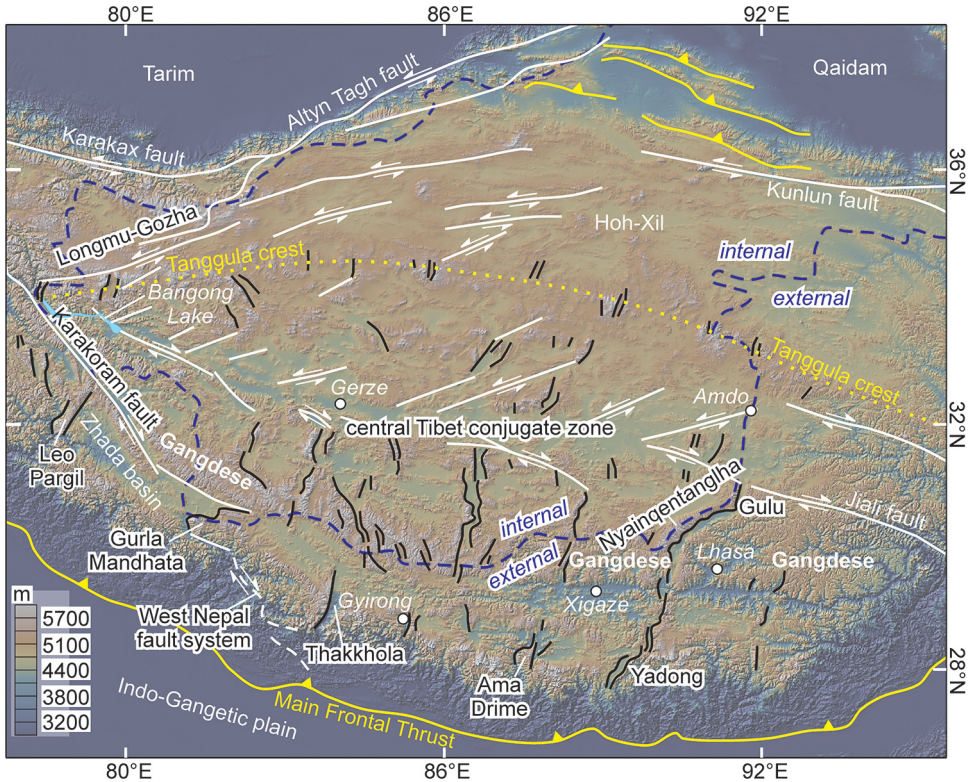 80°E
86°E
92°E
Tarim
Qaidam
Altyn Tagh fault
Karakax fault
36°N
Kunlun fault
Longmu-Gozha
Hoh-Xil
Tanggula crest
internal
external
Bangong
Lake
Karakoram fault
Tanggula crest
Gerze
Amdo
32°N
central Tibet conjugate zone
Leo
Pargil
Zhada basin
Gangdese
Nyainqentanglha
Gulu
Jiali fault
internal
external
Gurla
Mandhata
Gangdese
Lhasa
Gangdese
Xigaze
m
5700
5100
4400
3800
3200
West Nepal
fault system
Gyirong
Thakkhola
Ama
Drime
Yadong
28°N
Indo-Gangetic plain
Main Frontal Thrust
80°E
86°E
92°E